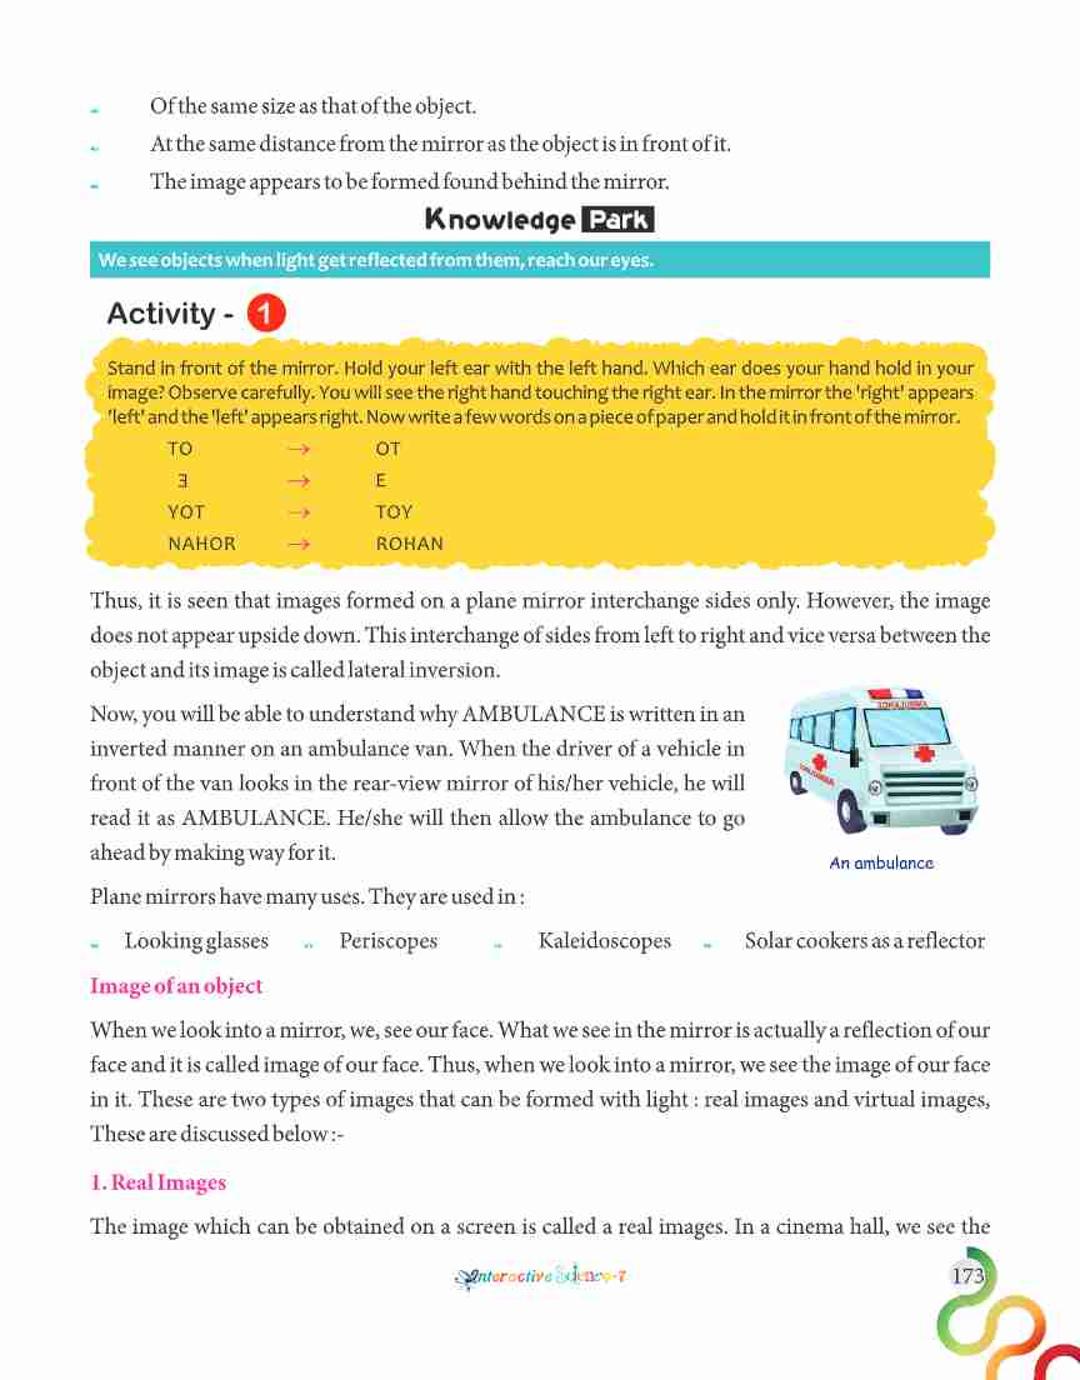 Of the same size as that of the object.
At the same distance from the mirror as the object is in front of it.
The image appears to be formed found behind the mirror.
Knowledge Park
We see objects when light get reflected from them, reach our eyes.
Activity - 1
Stand in front of the mirror. Hold your left ear with the left hand. Which ear does your hand hold in your
image? Observe carefully. You will see the right hand touching the right ear. In the mirror the 'right' appears
'left' and the 'left' appears right. Now write a few words on a piece of paper and hold it in front of the mirror.
TO → OT
Ǝ → E
YOT → TOY
NAHOR → ROHAN
Thus, it is seen that images formed on a plane mirror interchange sides only. However, the image
does not appear upside down. This interchange of sides from left to right and vice versa between the
object and its image is called lateral inversion.
Now, you will be able to understand why AMBULANCE is written in an
inverted manner on an ambulance van. When the driver of a vehicle in
front of the van looks in the rear-view mirror of his/her vehicle, he will
read it as AMBULANCE. He/she will then allow the ambulance to go
ahead by making way for it.
An ambulance
Plane mirrors have many uses. They are used in :
Looking glasses Periscopes Kaleidoscopes Solar cookers as a reflector
Image of an object
When we look into a mirror, we, see our face. What we see in the mirror is actually a reflection of our
face and it is called image of our face. Thus, when we look into a mirror, we see the image of our face
in it. These are two types of images that can be formed with light : real images and virtual images,
These are discussed below :-
1. Real Images
The image which can be obtained on a screen is called a real images. In a cinema hall, we see the
Interactive Science-7
173